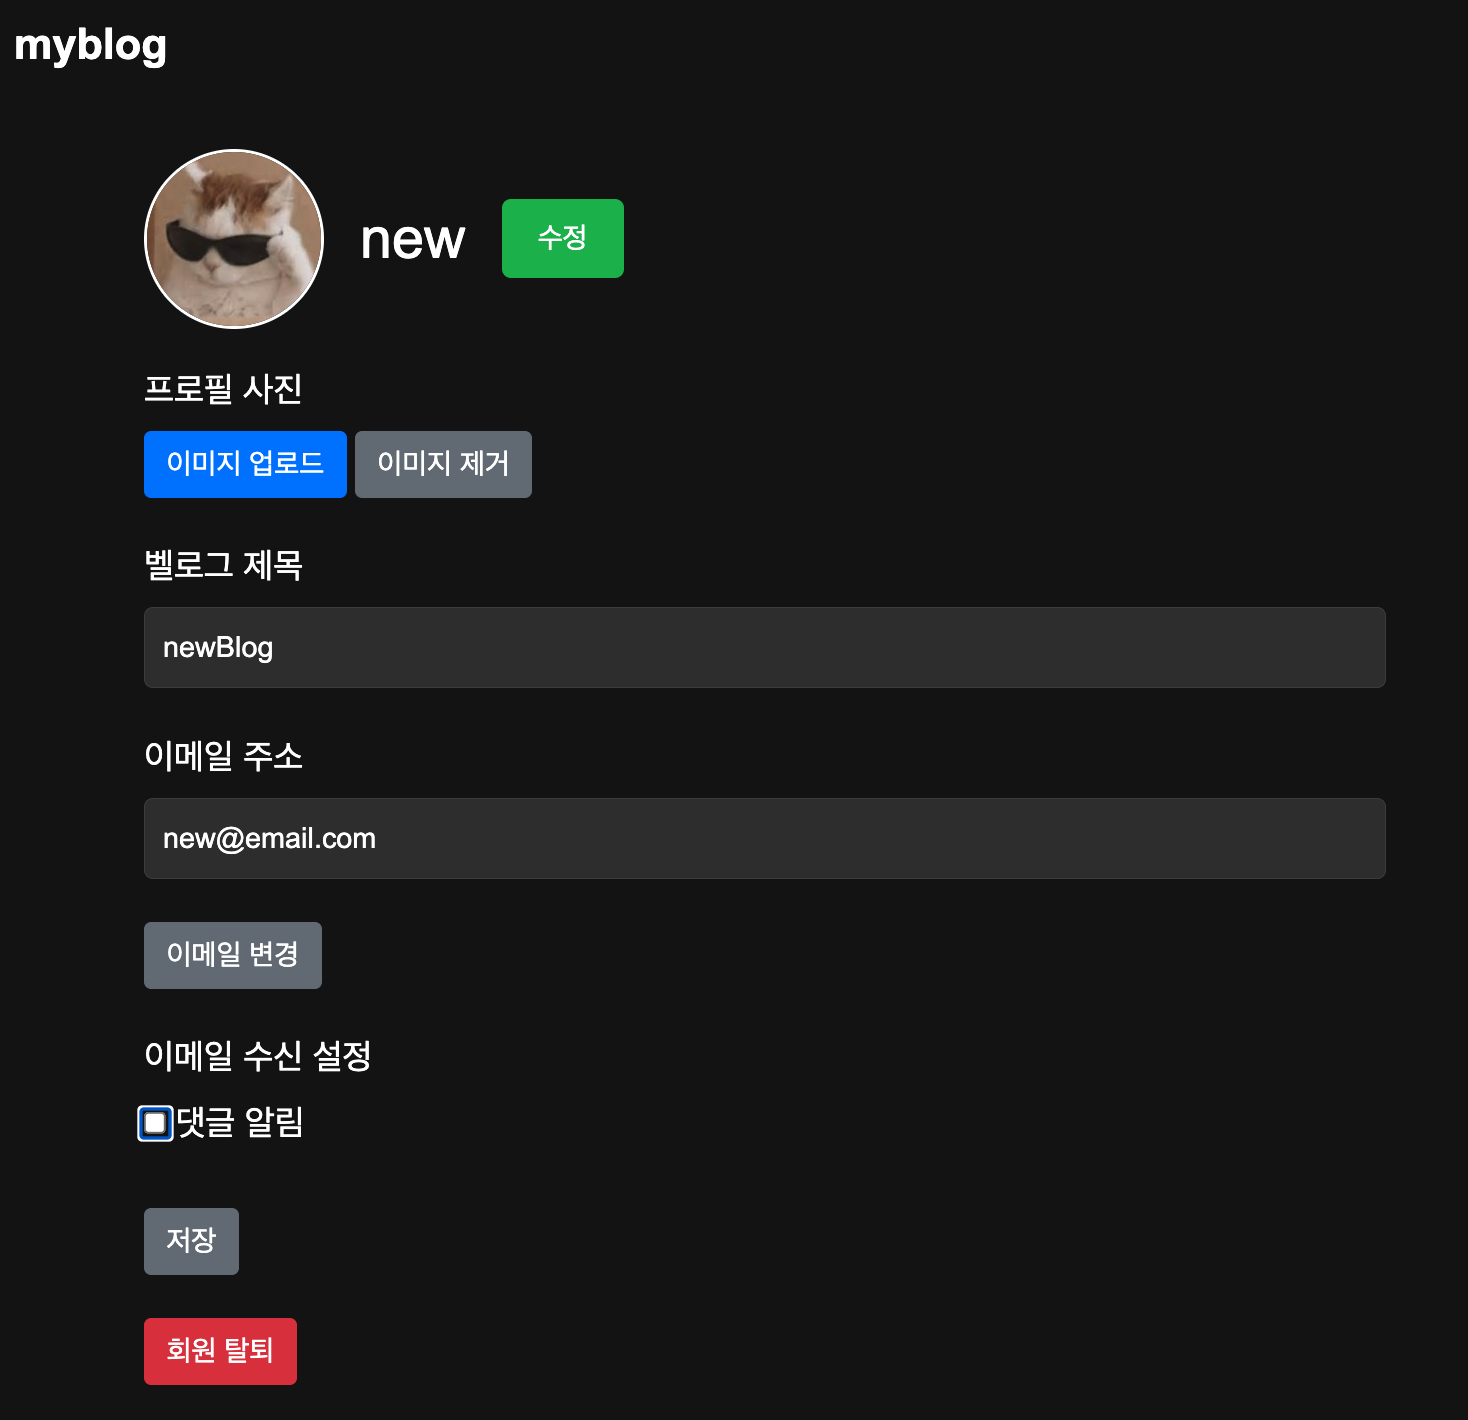 myblog
new
수정
프로필 사진
이미지 업로드 이미지 제거
벨로그 제목
newBlog
이메일 주소
new@email.com
이메일 변경
이메일 수신 설정
댓글 알림
저장
회원 탈퇴